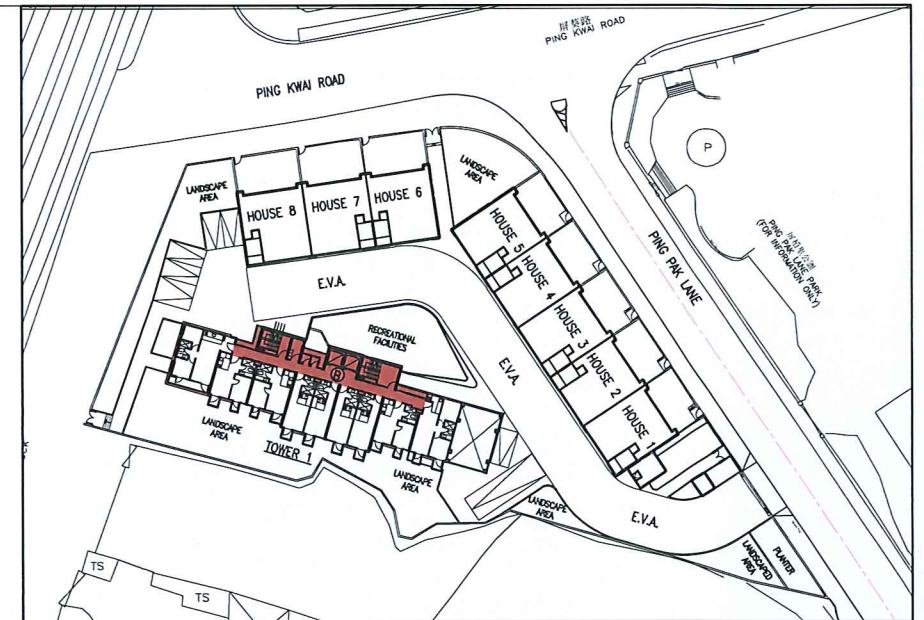 屏葵路
PING KWAI ROAD
PING KWAI ROAD
P
LANDSCAPE
AREA
LANDSCAPE
AREA
HOUSE 8
HOUSE 7
HOUSE 6
HOUSE 5
HOUSE 4
HOUSE 3
HOUSE 2
HOUSE 1
PING PAK LANE
PING PAK LANE PARK
(FOR INFORMATION ONLY)
E.V.A.
RECREATIONAL
FACILITIES
E.V.A.
B
LANDSCAPE
AREA
TOWER 1
LANDSCAPE
AREA
LANDSCAPE
AREA
E.V.A.
LANDSCAPED
AREA
PLANTER
TS
TS